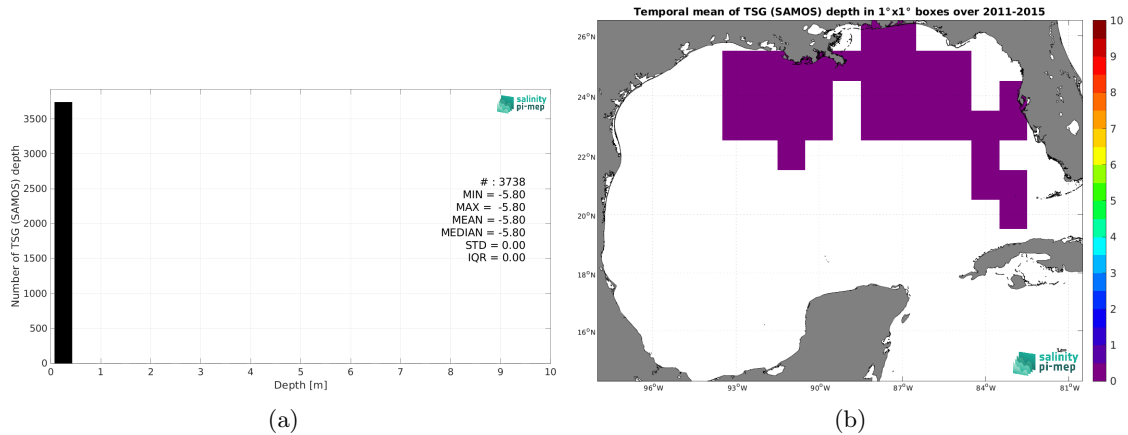 Number of TSG (SAMOS) depth
3500
3000
2500
2000
1500
1000
500
0
0 1 2 3 4 5 6 7 8 9 10
Depth [m]
salinity
pi-mep
# : 3738
MIN = -5.80
MAX = -5.80
MEAN = -5.80
MEDIAN = -5.80
STD = 0.00
IQR = 0.00
(a)
Temporal mean of TSG (SAMOS) depth in 1°x1° boxes over 2011-2015
26°N
24°N
22°N
20°N
18°N
16°N
96°W 93°W 90°W 87°W 84°W 81°W
salinity
pi-mep
10
9
8
7
6
5
4
3
2
1
0
(b)